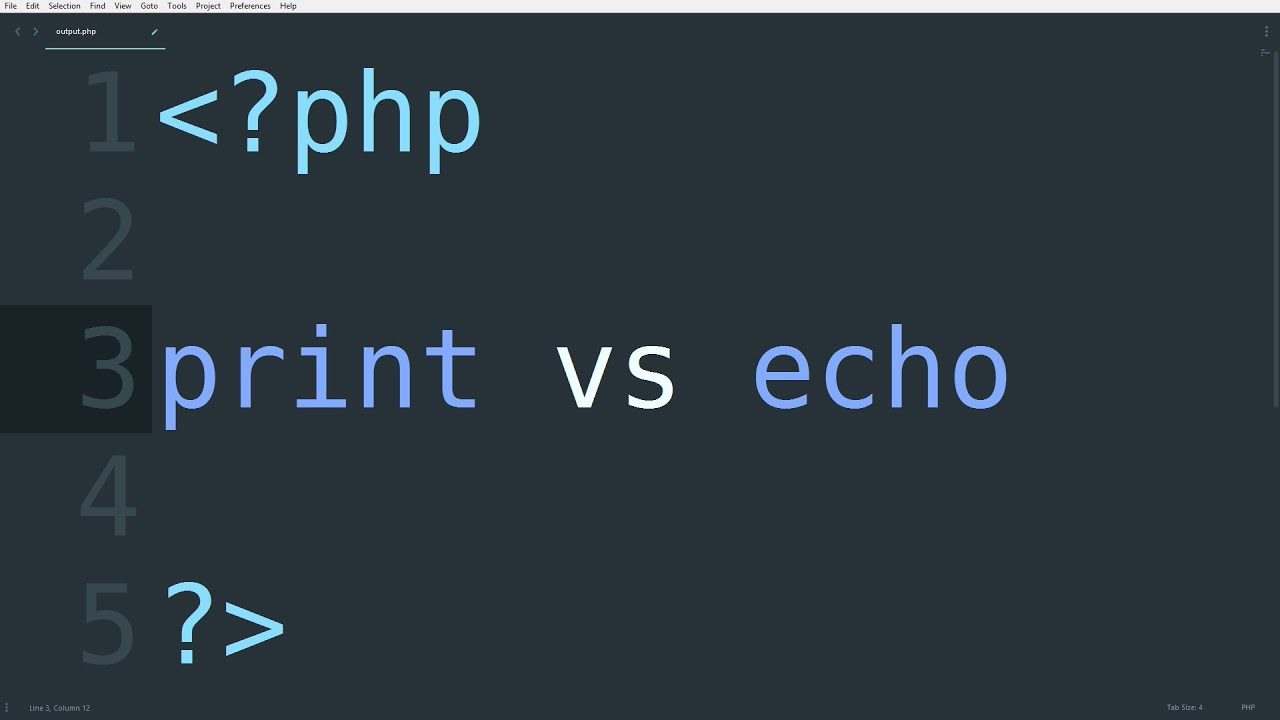 File Edit Selection Find View Goto Tools Project Preferences Help
output.php
1 <?php
2
3 print vs echo
4
5 ?>
Line 3, Column 12 Tab Size: 4 PHP